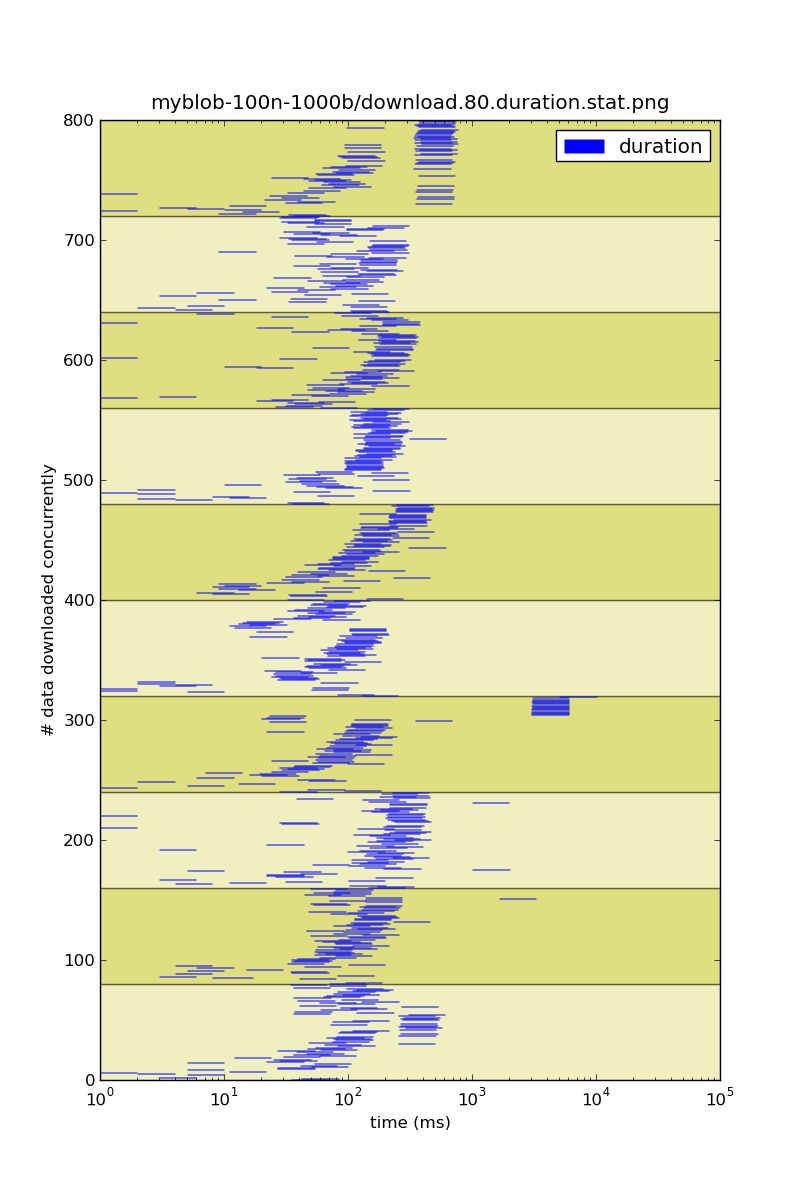 myblob-100n-1000b/download.80.duration.stat.png
duration
800
700
600
500
400
300
200
100
0
# data downloaded concurrently
10^0 10^1 10^2 10^3 10^4 10^5
time (ms)